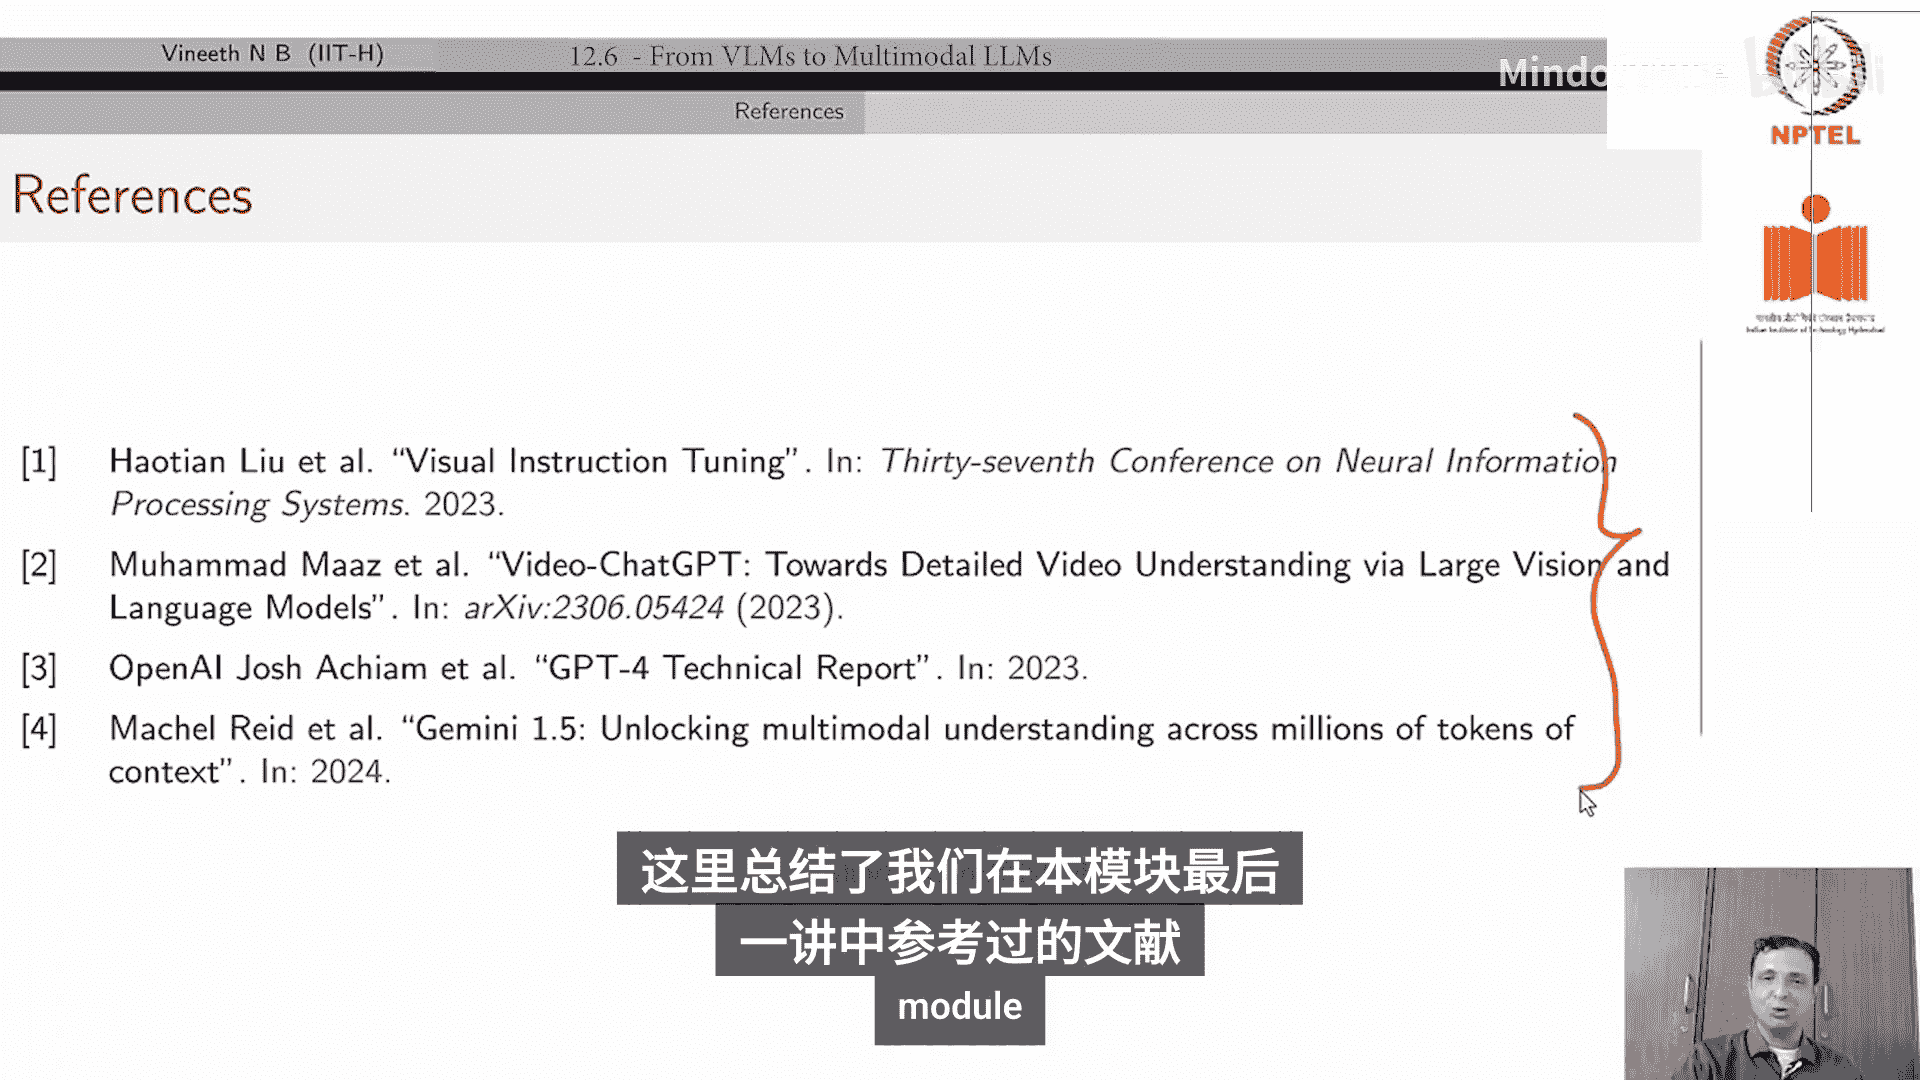 Vineeth N B (IIT-H)
12.6 - From VLMs to Multimodal LLMs
References
NPTEL
References
Indian Institute of Technology Hyderabad
[1] Haotian Liu et al. “Visual Instruction Tuning”. In: Thirty-seventh Conference on Neural Information
Processing Systems. 2023.
[2] Muhammad Maaz et al. “Video-ChatGPT: Towards Detailed Video Understanding via Large Vision and
Language Models”. In: arXiv:2306.05424 (2023).
[3] OpenAI Josh Achiam et al. “GPT-4 Technical Report”. In: 2023.
[4] Machel Reid et al. “Gemini 1.5: Unlocking multimodal understanding across millions of tokens of
context”. In: 2024.
这里总结了我们在本模块最后
一讲中参考过的文献
module